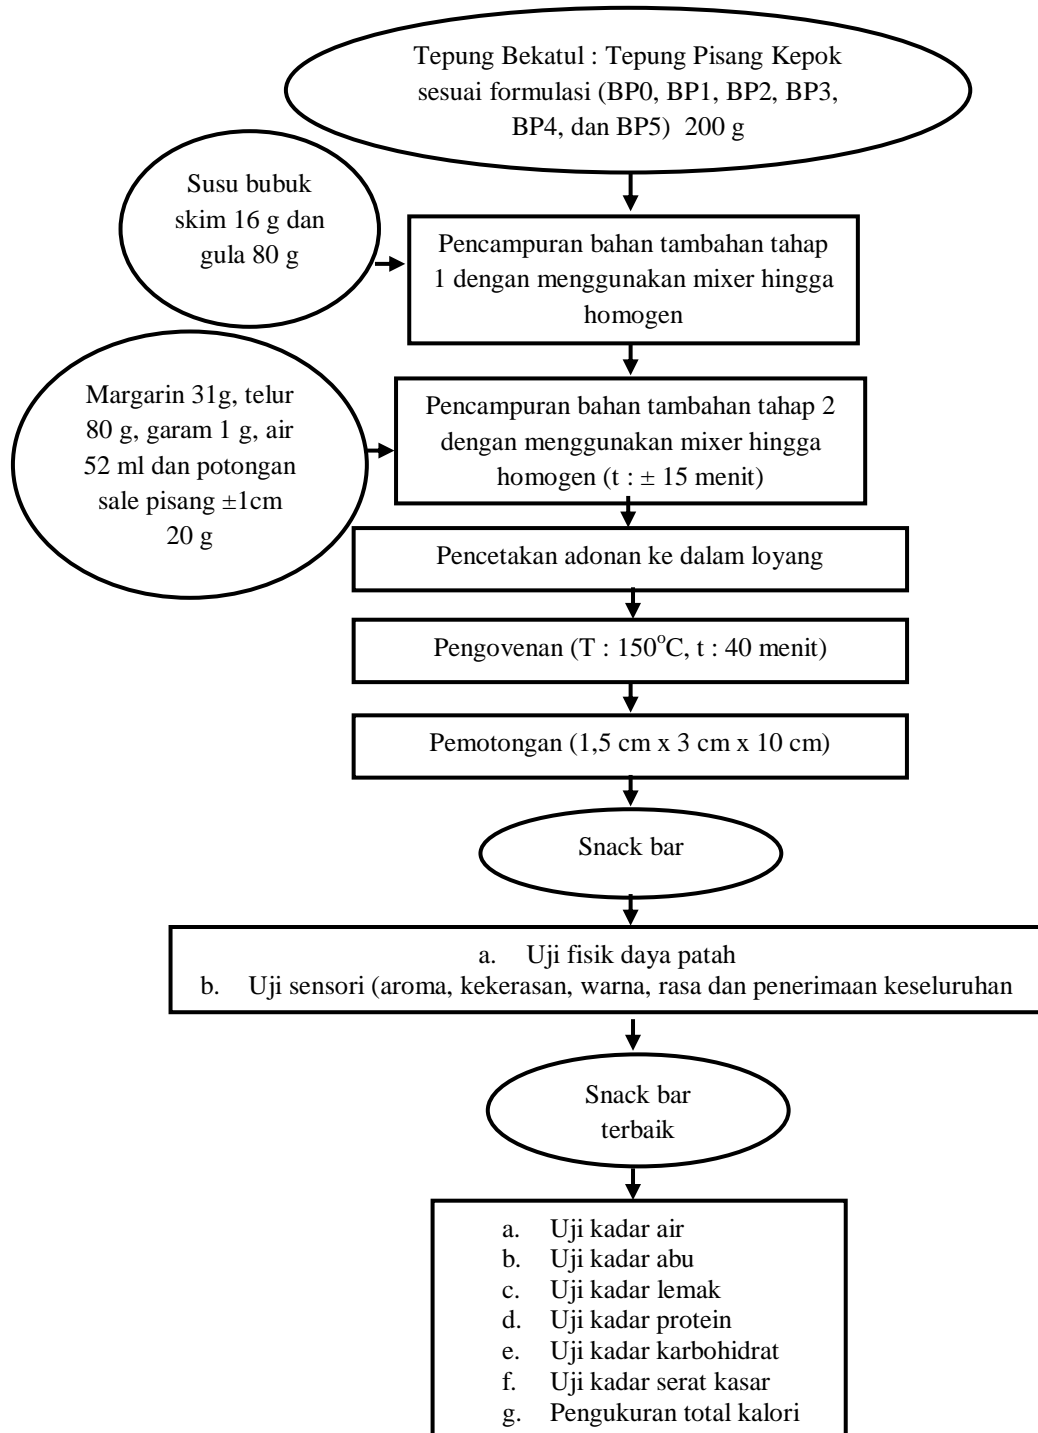 Tepung Bekatul : Tepung Pisang Kepok
sesuai formulasi (BP0, BP1, BP2, BP3,
BP4, dan BP5)  200 g
Susu bubuk
skim 16 g dan
gula 80 g
Pencampuran bahan tambahan tahap
1 dengan menggunakan mixer hingga
homogen
Margarin 31g, telur
80 g, garam 1 g, air
52 ml dan potongan
sale pisang ±1cm
20 g
Pencampuran bahan tambahan tahap 2
dengan menggunakan mixer hingga
homogen (t : ± 15 menit)
Pencetakan adonan ke dalam loyang
Pengovenan (T : 150°C, t : 40 menit)
Pemotongan (1,5 cm x 3 cm x 10 cm)
Snack bar
a. Uji fisik daya patah
b. Uji sensori (aroma, kekerasan, warna, rasa dan penerimaan keseluruhan
Snack bar
terbaik
a. Uji kadar air
b. Uji kadar abu
c. Uji kadar lemak
d. Uji kadar protein
e. Uji kadar karbohidrat
f. Uji kadar serat kasar
g. Pengukuran total kalori